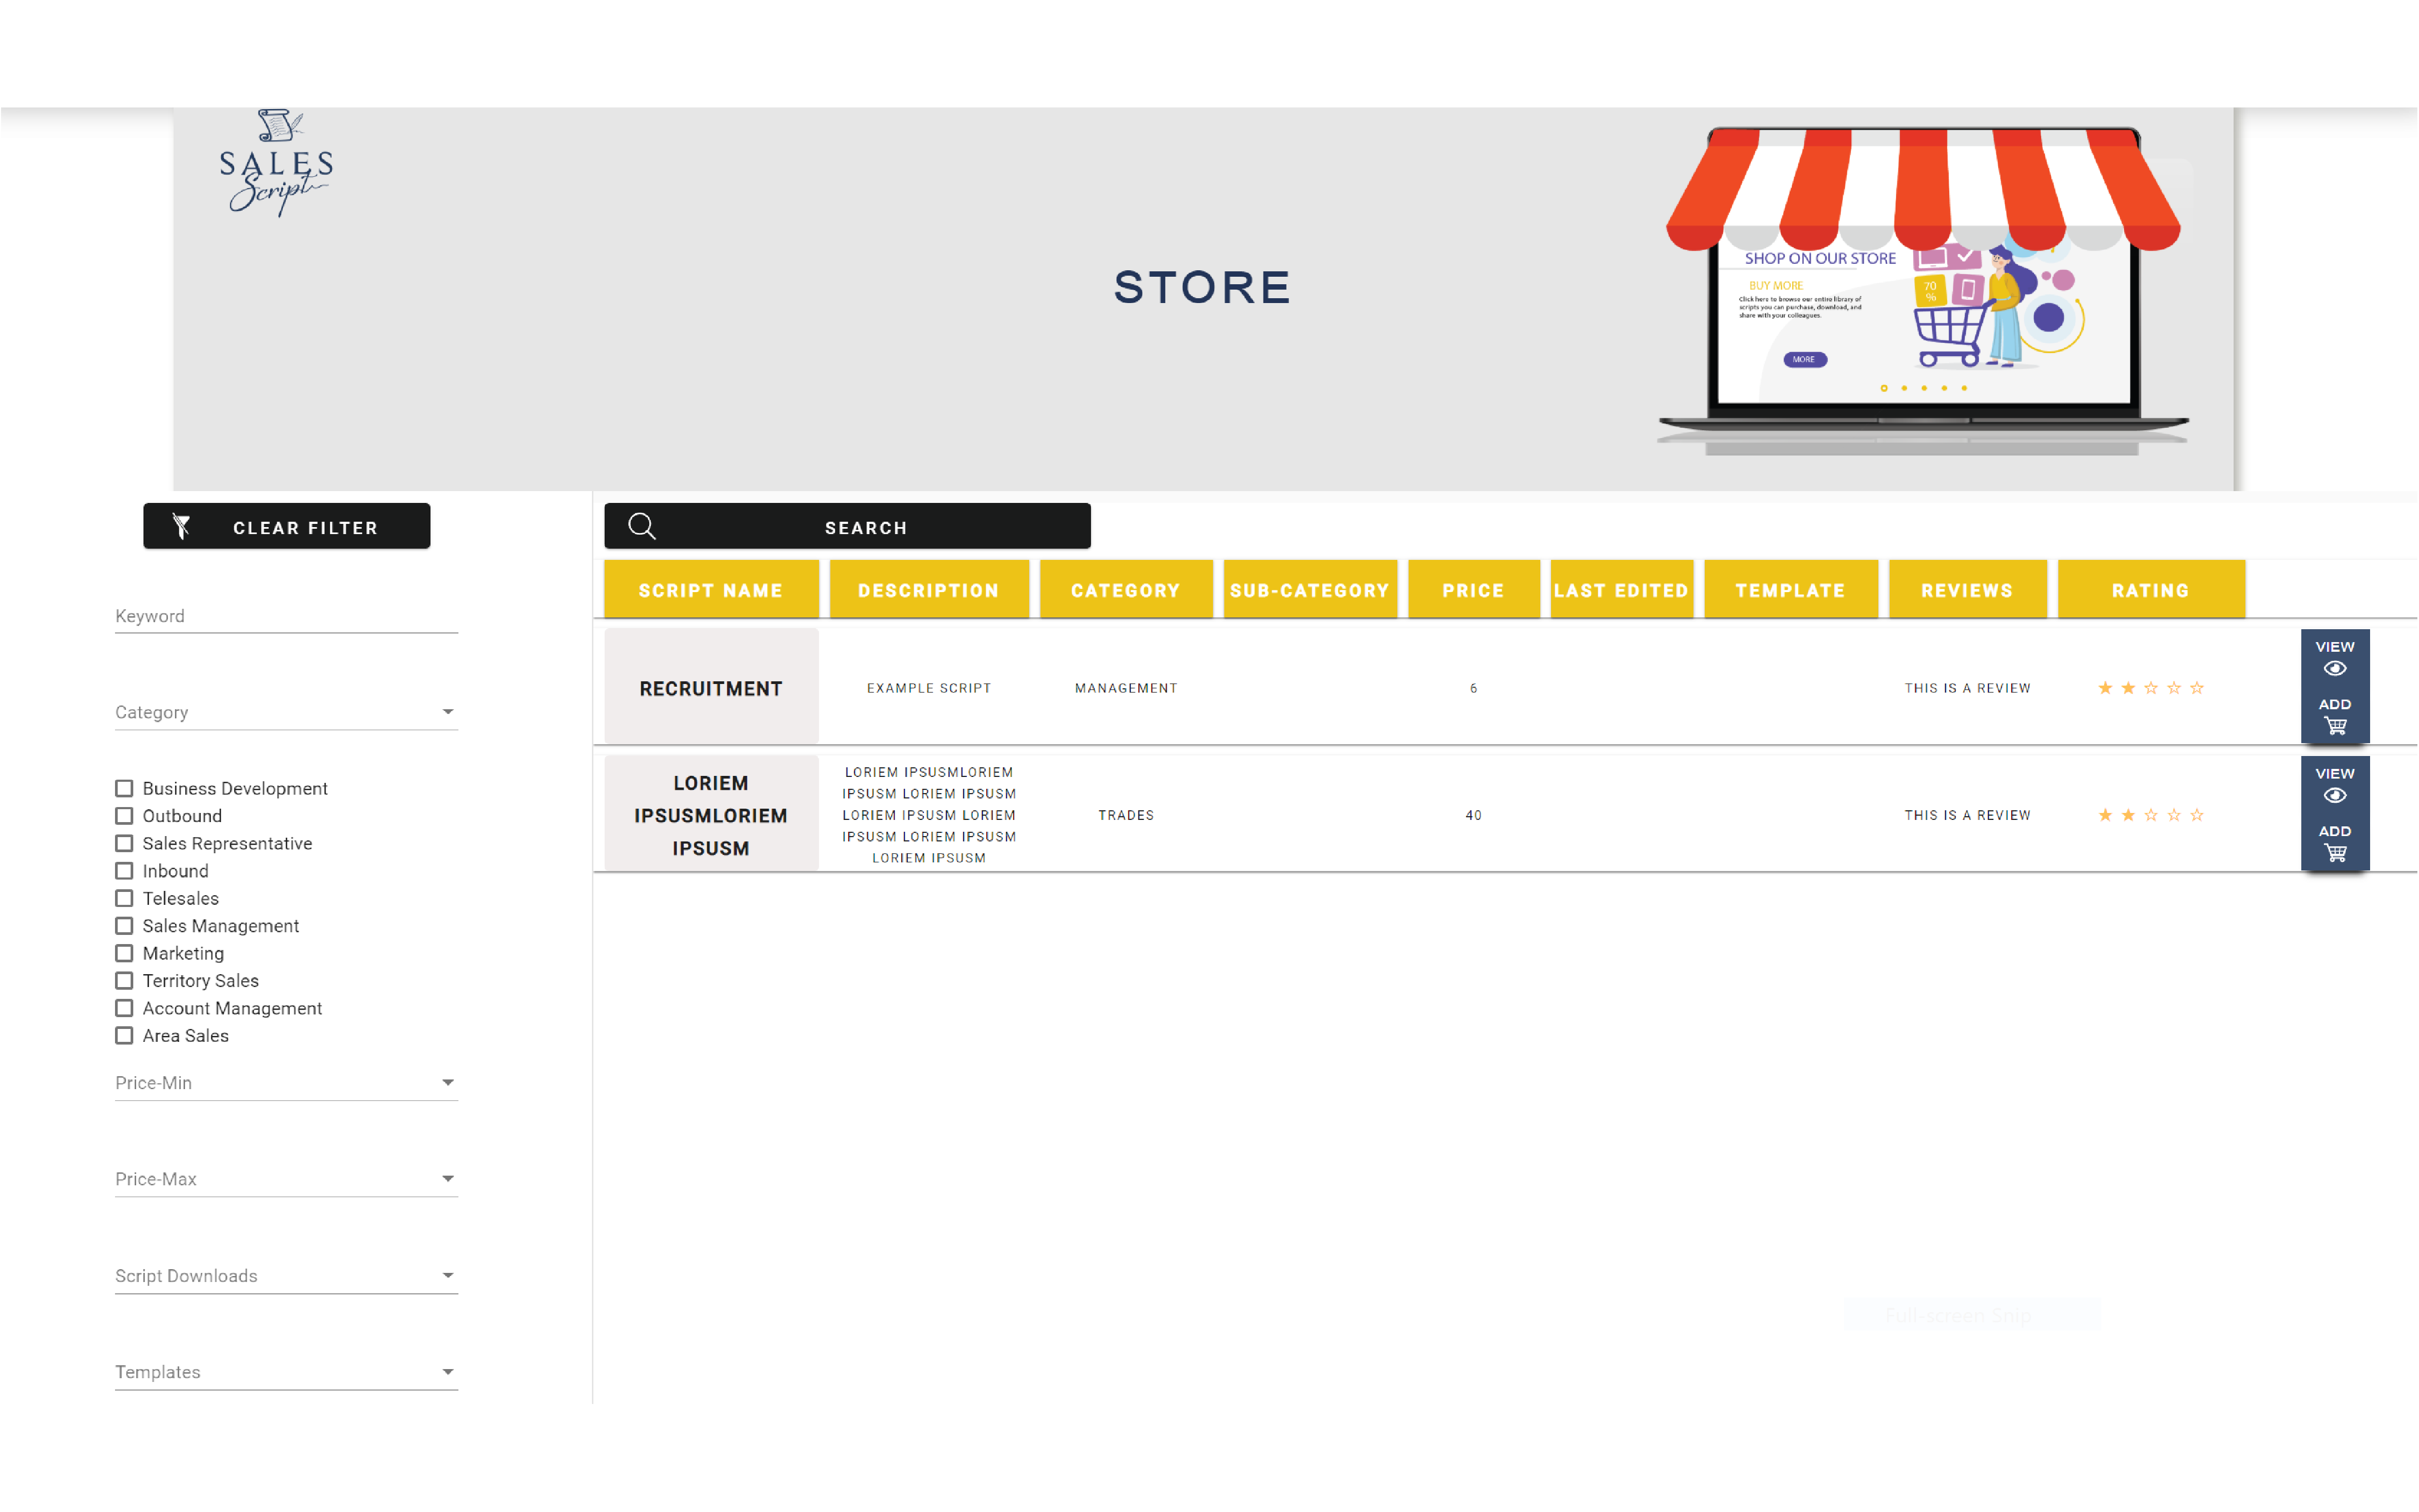 SALES
Script
STORE
SHOP ON OUR STORE
BUY MORE
Click here to browse our entire library of
scripts you can purchase, download, and
share with your colleagues.
70
%
MORE
CLEAR FILTER
SEARCH
Keyword
Category
Business Development
Outbound
Sales Representative
Inbound
Telesales
Sales Management
Marketing
Territory Sales
Account Management
Area Sales
Price-Min
Price-Max
Script Downloads
Templates
SCRIPT NAME DESCRIPTION CATEGORY SUB-CATEGORY PRICE LAST EDITED TEMPLATE REVIEWS RATING
RECRUITMENT EXAMPLE SCRIPT MANAGEMENT 6 THIS IS A REVIEW
VIEW
ADD
LORIEM
IPSUSMLORIEM
IPSUSM
LORIEM IPSUSMLORIEM
IPSUSM LORIEM IPSUSM
LORIEM IPSUSM LORIEM
IPSUSM LORIEM IPSUSM
LORIEM IPSUSM
TRADES 40 THIS IS A REVIEW
VIEW
ADD
Full-screen Snip